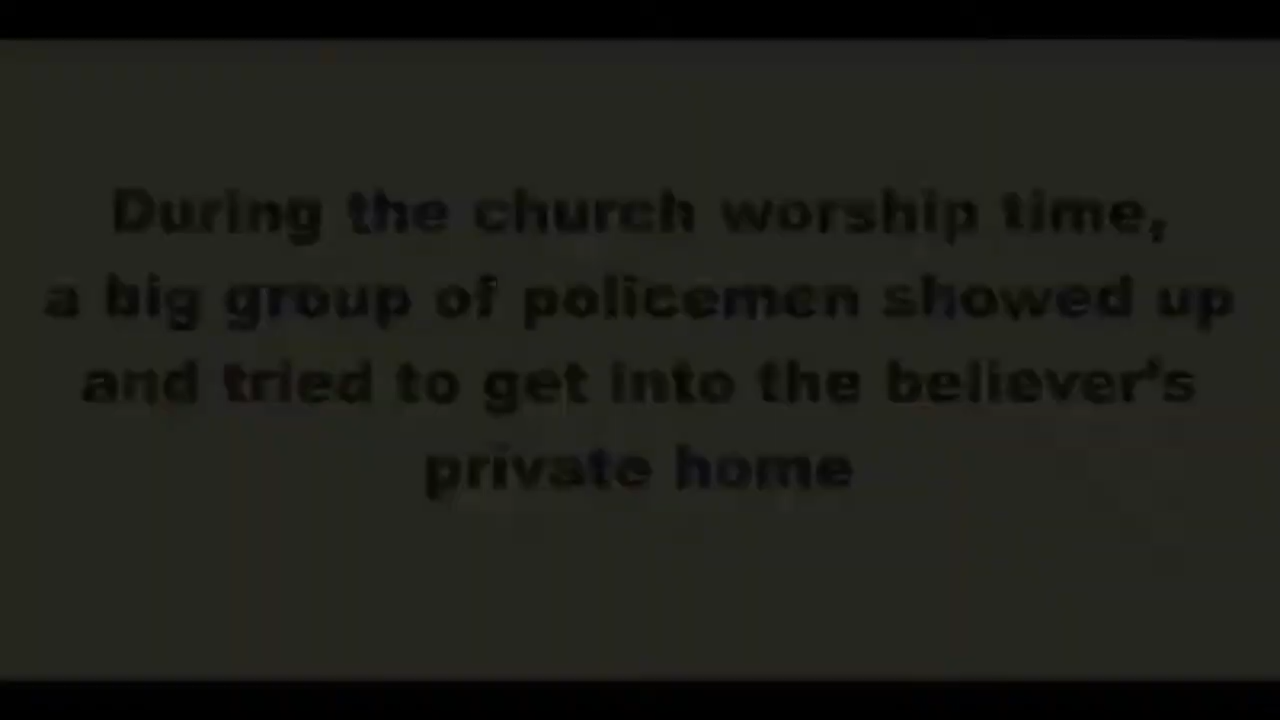 During the church worship time,
a big group of policemen showed up
and tried to get into the believer's
private home